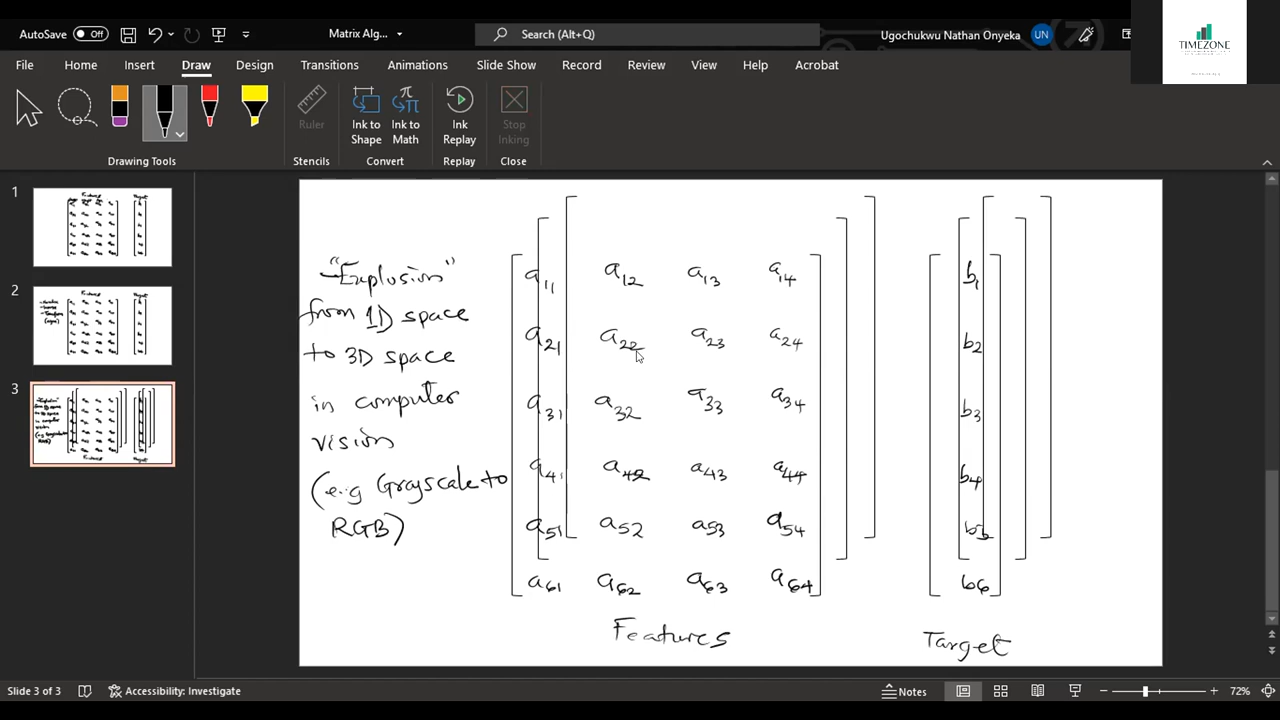 AutoSave Off Matrix Alg... Search (Alt+Q) Ugochukwu Nathan Onyeka UN
TIMEZONE
File Home Insert Draw Design Transitions Animations Slide Show Record Review View Help Acrobat
Ruler Ink to Shape Ink to Math Ink Replay Stop Inking
Drawing Tools Stencils Convert Replay Close
1
2
3
"Explosion"
from 1D space
to 3D space
in computer
vision
(e.g Grayscale to
RGB)
a11 a12 a13 a14 b1
a21 a22 a23 a24 b2
a31 a32 a33 a34 b3
a41 a42 a43 a44 b4
a51 a52 a53 a54 b5
a61 a62 a63 a64 b6
Features Target
Slide 3 of 3 Accessibility: Investigate Notes 72%